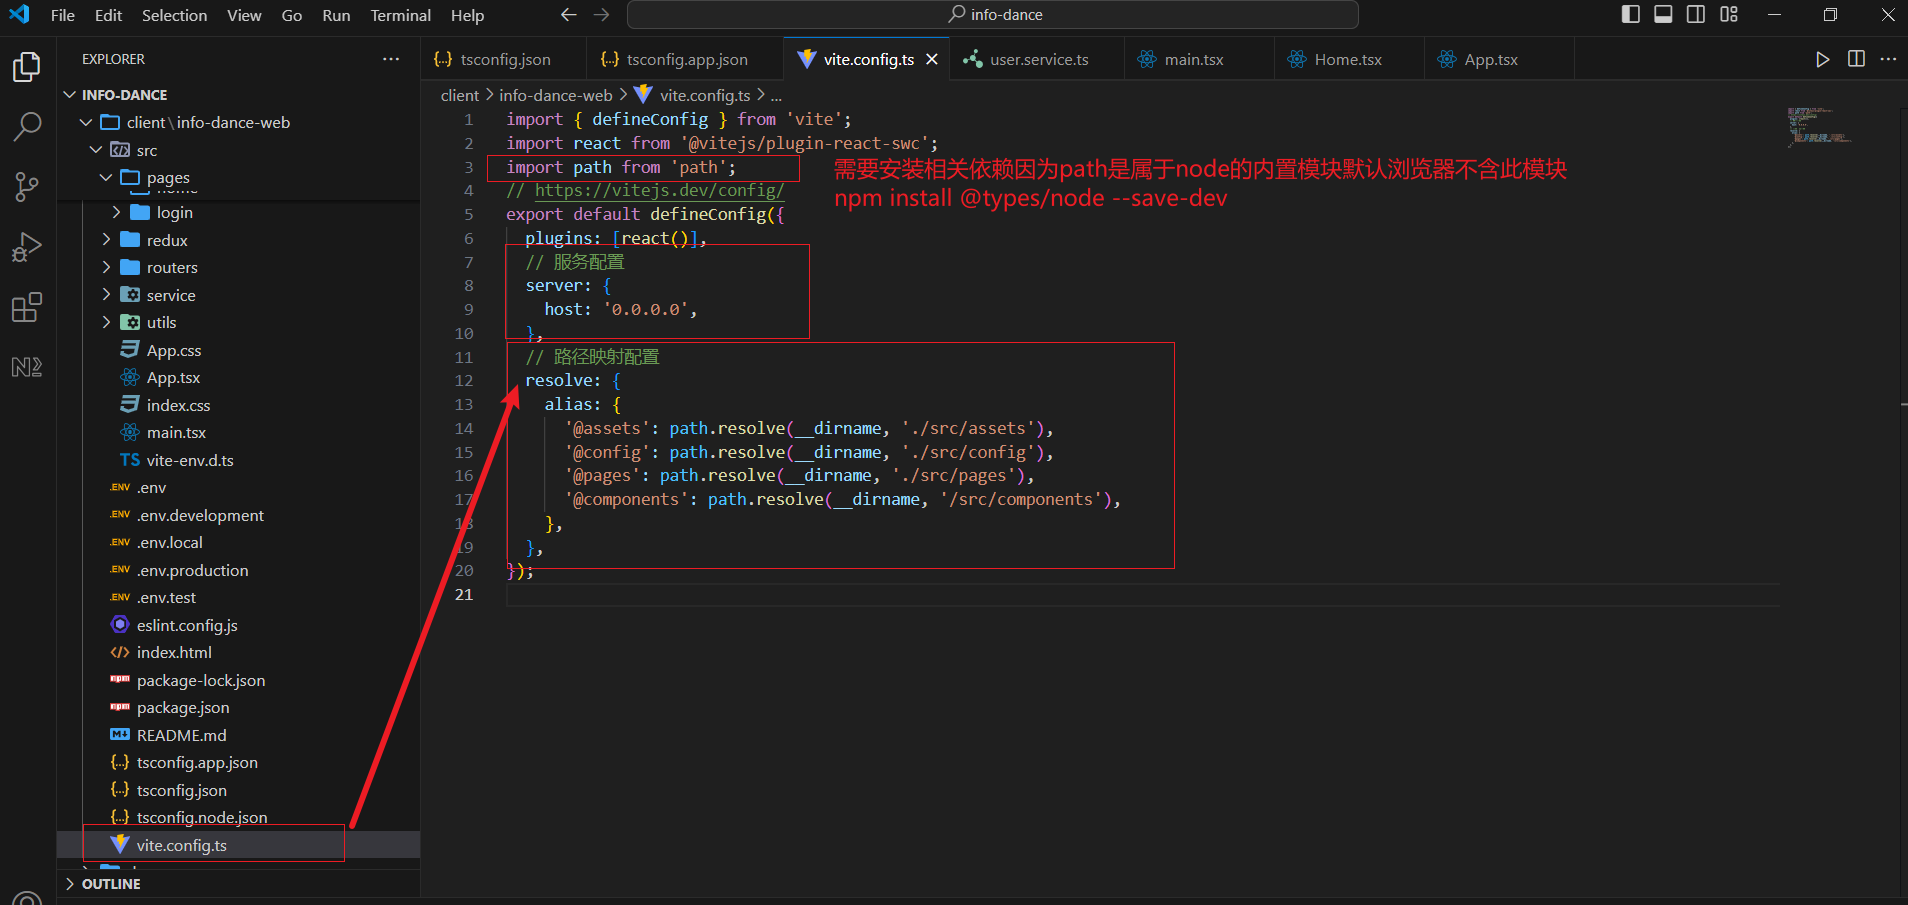 File Edit Selection View Go Run Terminal Help
info-dance
EXPLORER
INFO-DANCE
client\info-dance-web
src
pages
home
login
redux
routers
service
utils
App.css
App.tsx
index.css
main.tsx
TS vite-env.d.ts
.ENV .env
.ENV .env.development
.ENV .env.local
.ENV .env.production
.ENV .env.test
eslint.config.js
index.html
package-lock.json
package.json
README.md
{..} tsconfig.app.json
{..} tsconfig.json
{..} tsconfig.node.json
vite.config.ts
OUTLINE
{..} tsconfig.json {..} tsconfig.app.json vite.config.ts user.service.ts main.tsx Home.tsx App.tsx
client > info-dance-web > vite.config.ts > ...
1 import { defineConfig } from 'vite';
2 import react from '@vitejs/plugin-react-swc';
3 import path from 'path';
4 // https://vitejs.dev/config/
5 export default defineConfig({
6 plugins: [react()],
7 // 服务配置
8 server: {
9 host: '0.0.0.0',
10 },
11 // 路径映射配置
12 resolve: {
13 alias: {
14 '@assets': path.resolve(__dirname, './src/assets'),
15 '@config': path.resolve(__dirname, './src/config'),
16 '@pages': path.resolve(__dirname, './src/pages'),
17 '@components': path.resolve(__dirname, '/src/components'),
18 },
19 },
20 });
21
需要安装相关依赖因为path是属于node的内置模块默认浏览器不含此模块
npm install @types/node --save-dev